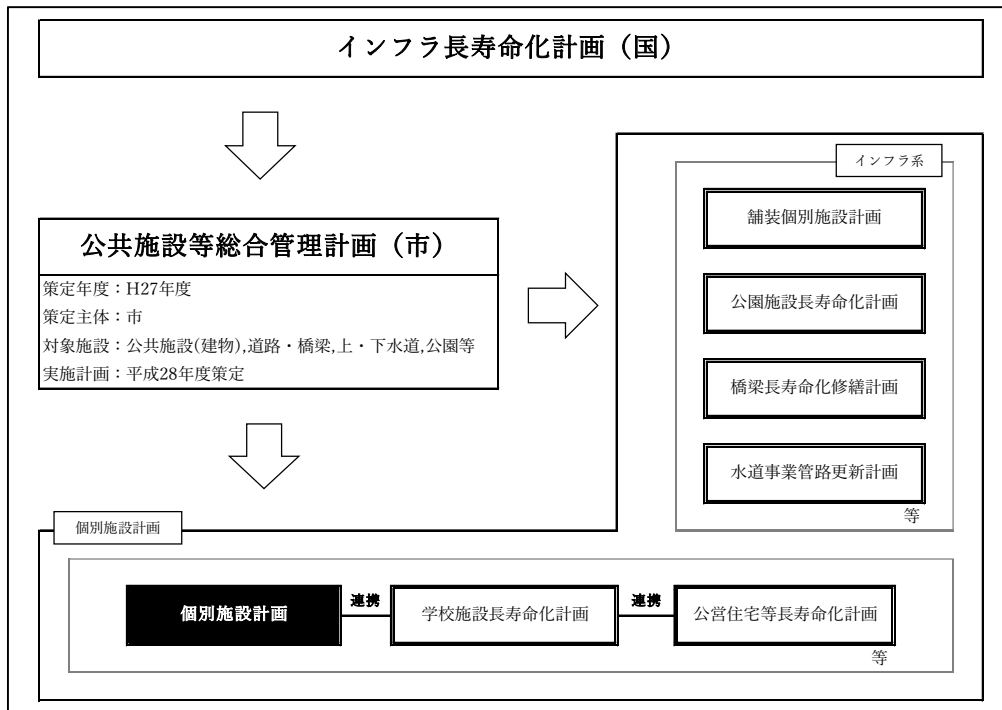 インフラ長寿命化計画（国）
公共施設等総合管理計画（市）
策定年度：H27年度
策定主体：市
対象施設：公共施設(建物),道路・橋梁,上・下水道,公園等
実施計画：平成28年度策定
インフラ系
舗装個別施設計画
公園施設長寿命化計画
橋梁長寿命化修繕計画
水道事業管路更新計画
等
個別施設計画
個別施設計画
連携
学校施設長寿命化計画
連携
公営住宅等長寿命化計画
等